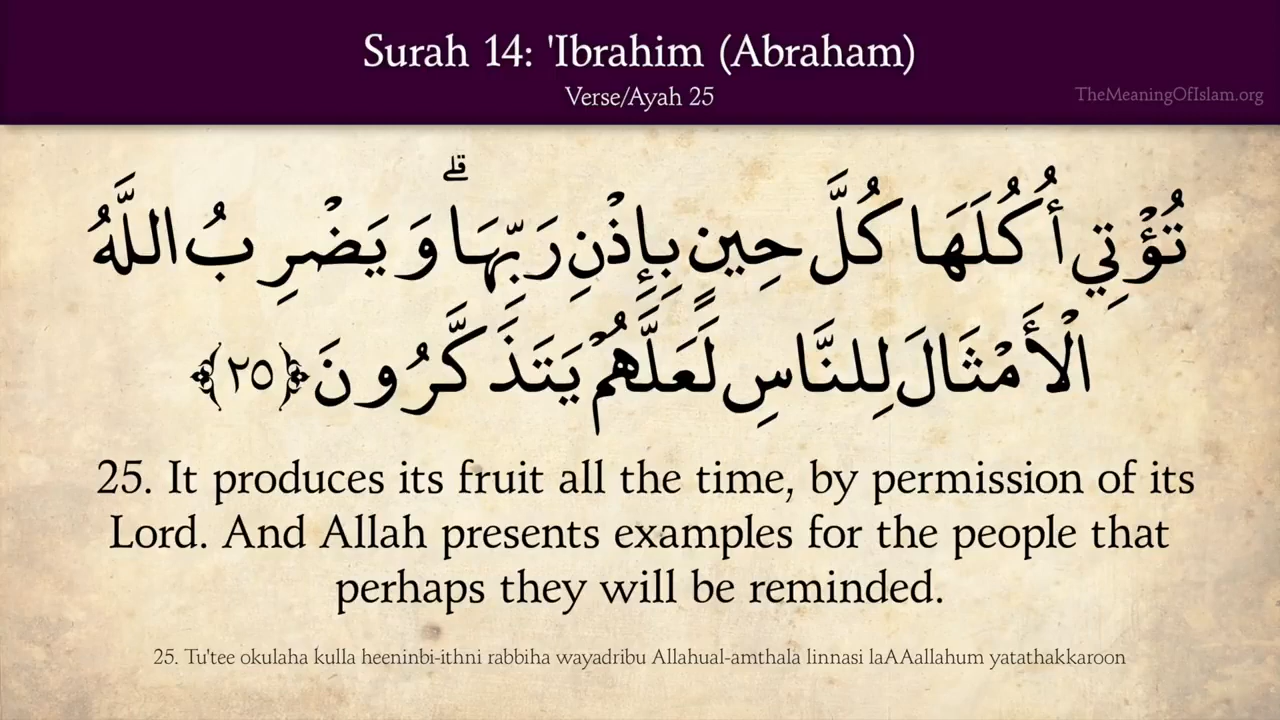 Surah 14: 'Ibrahim (Abraham)
Verse/Ayah 25
TheMeaningOfIslam.org
تُؤْتِي أُكُلَهَا كُلَّ حِينٍ بِإِذْنِ رَبِّهَا ۗ وَيَضْرِبُ اللَّهُ
الْأَمْثَالَ لِلنَّاسِ لَعَلَّهُمْ يَتَذَكَّرُونَ ﴿٢٥﴾
25. It produces its fruit all the time, by permission of its
Lord. And Allah presents examples for the people that
perhaps they will be reminded.
25. Tu'tee okulaha kulla heeninbi-ithni rabbiha wayadribu Allahual-amthala linnasi laAAallahum yatathakkaroon